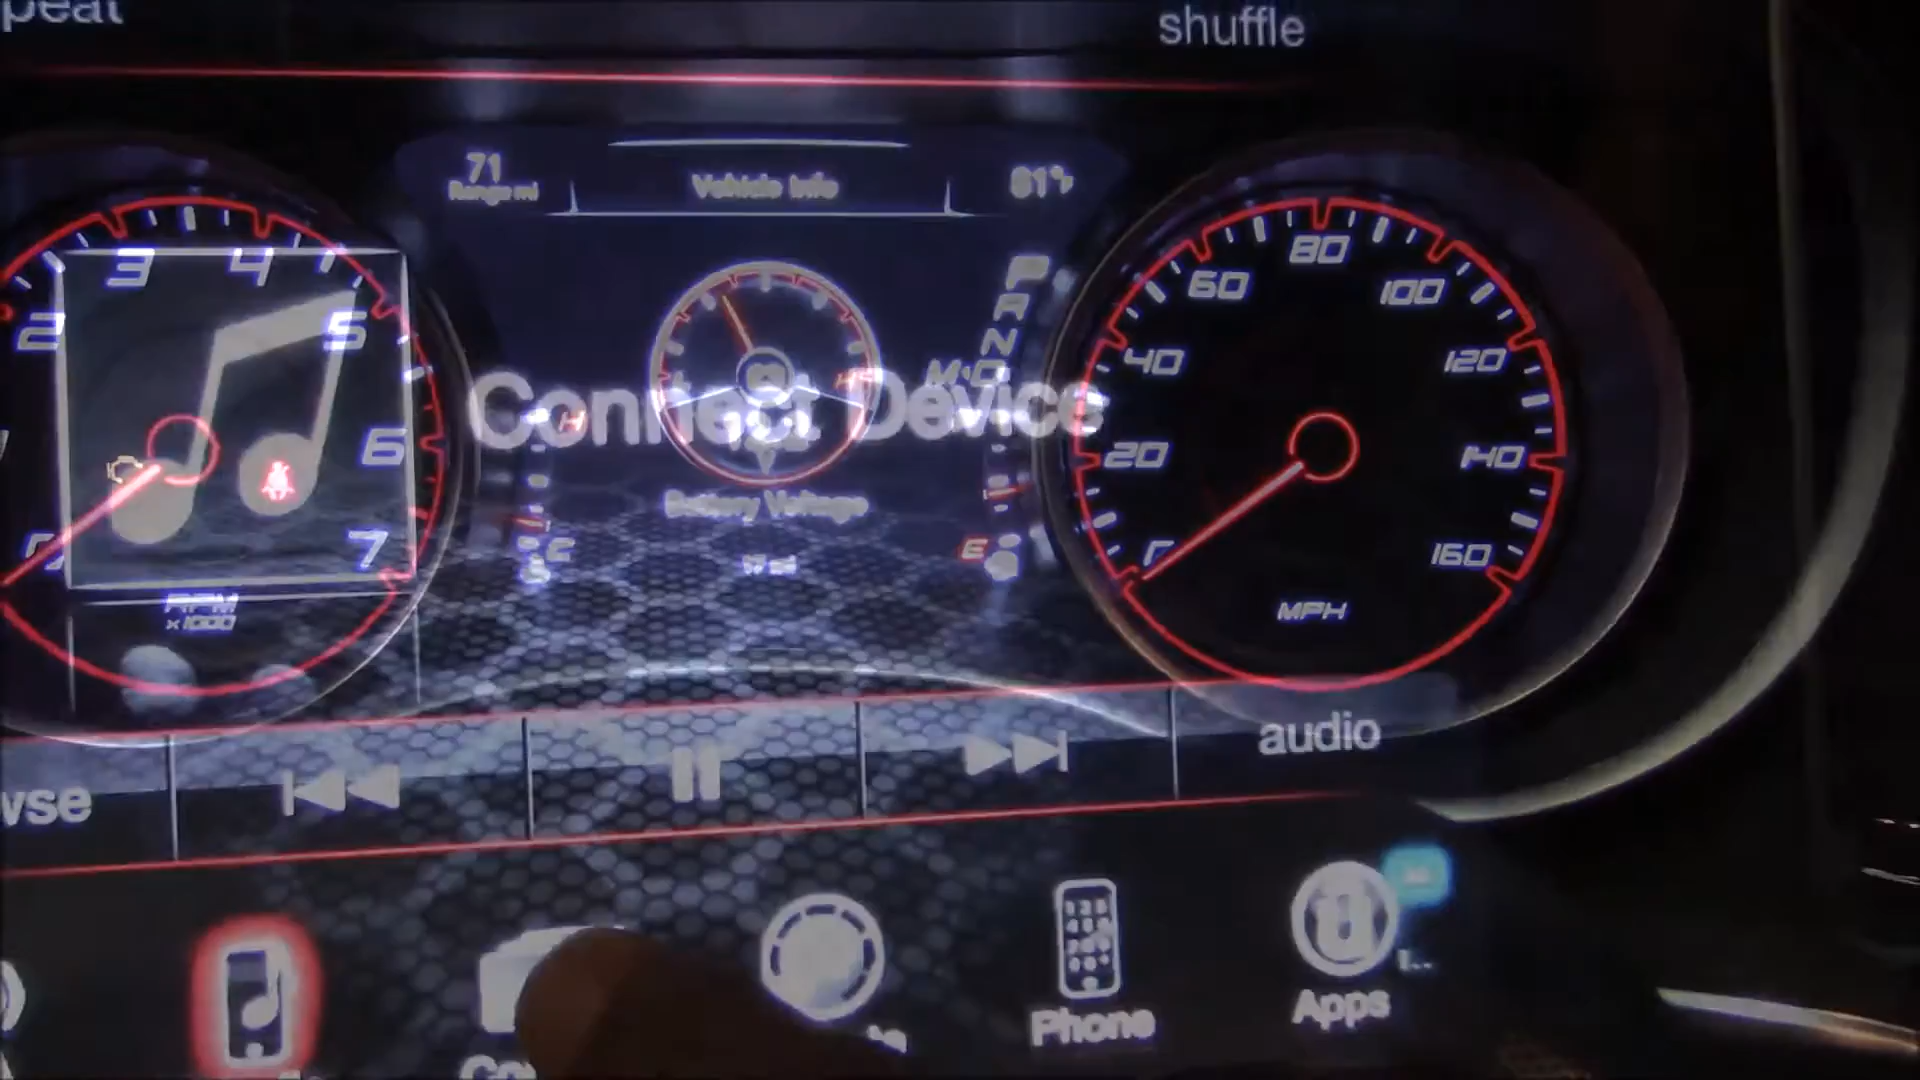 peat
shuffle
71
Range mi
Vehicle Info
81°F
P
R
N
2
3
4
5
6
7
RPM
x1000
Connect Device
H
C
E
Battery Voltage
20
40
60
80
100
120
140
160
MPH
wse
audio
Phone
Apps